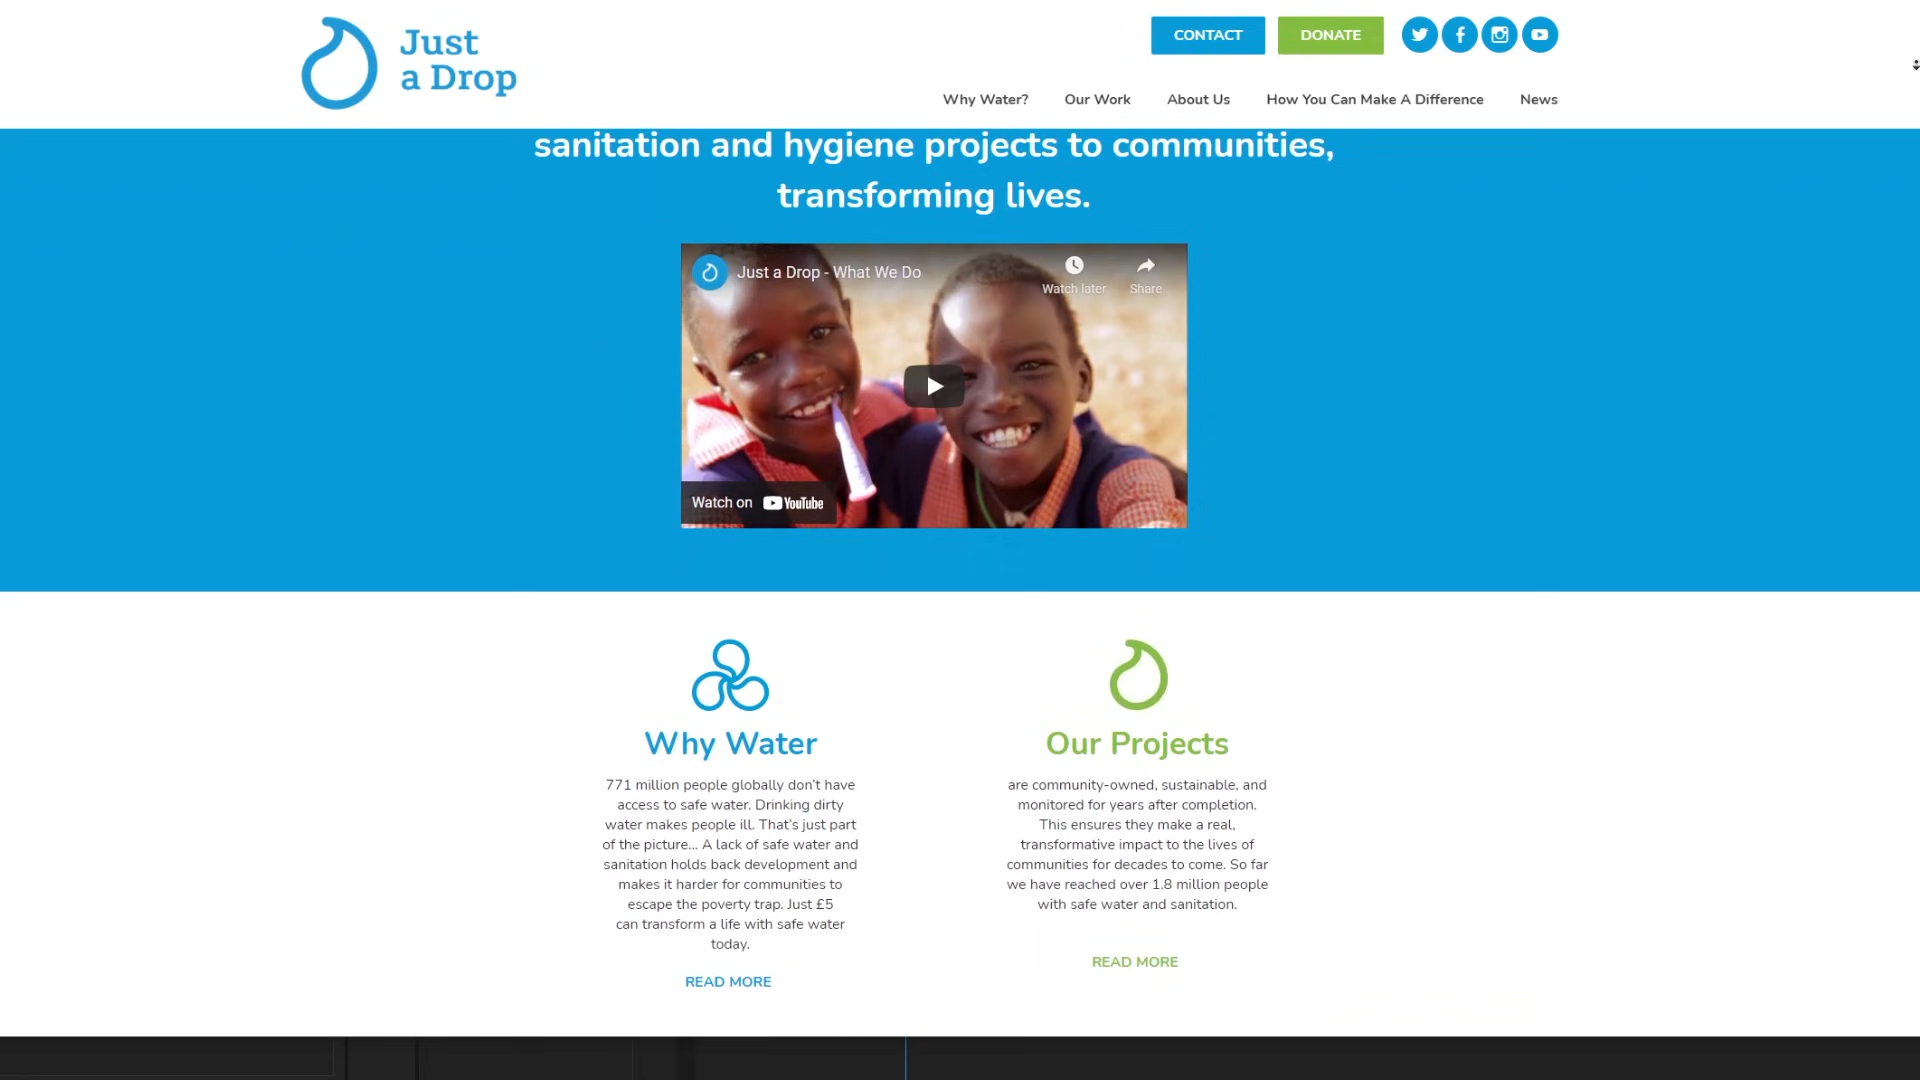 Just
a Drop
CONTACT
DONATE
Why Water?
Our Work
About Us
How You Can Make A Difference
News
sanitation and hygiene projects to communities,
transforming lives.
Just a Drop - What We Do
Watch later
Share
Watch on YouTube
Why Water
771 million people globally don't have
access to safe water. Drinking dirty
water makes people ill. That's just part
of the picture... A lack of safe water and
sanitation holds back development and
makes it harder for communities to
escape the poverty trap. Just £5
can transform a life with safe water
today.
READ MORE
Our Projects
are community-owned, sustainable, and
monitored for years after completion.
This ensures they make a real,
transformative impact to the lives of
communities for decades to come. So far
we have reached over 1.8 million people
with safe water and sanitation.
READ MORE